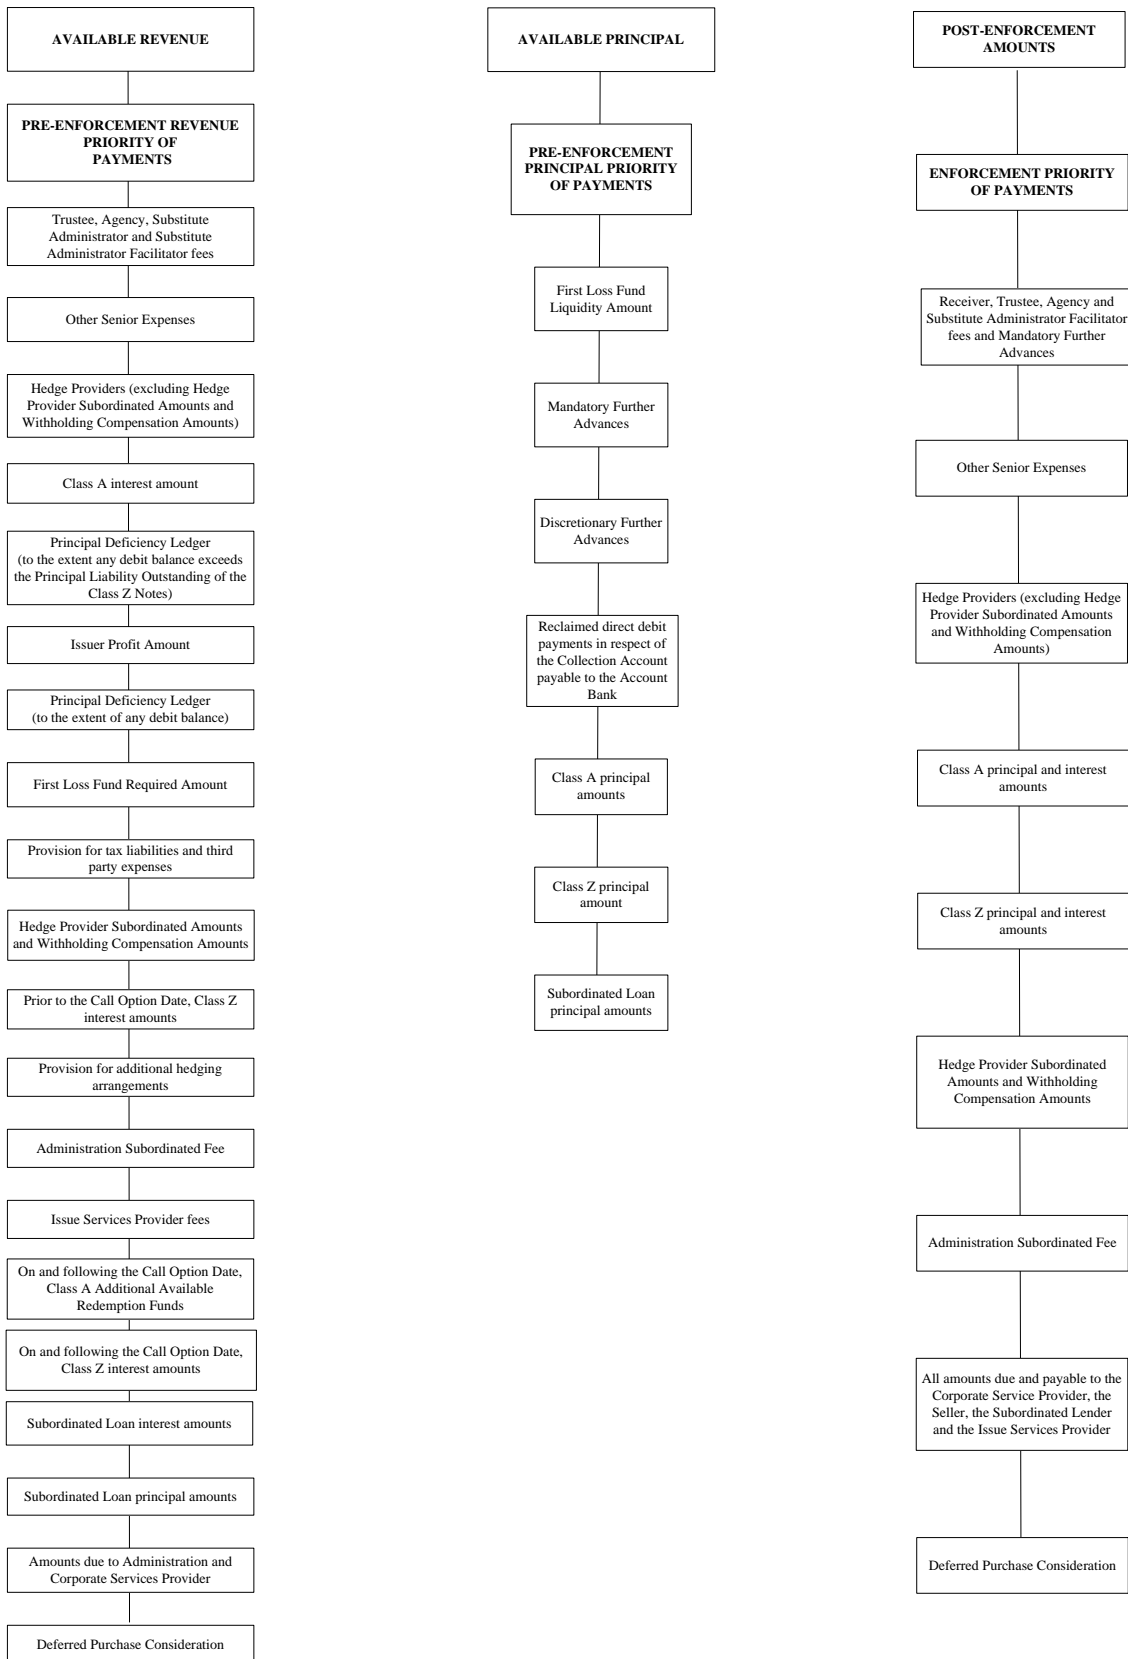 AVAILABLE REVENUE
PRE-ENFORCEMENT REVENUE
PRIORITY OF
PAYMENTS
Trustee, Agency, Substitute
Administrator and Substitute
Administrator Facilitator fees
Other Senior Expenses
Hedge Providers (excluding Hedge
Provider Subordinated Amounts and
Withholding Compensation Amounts)
Class A interest amount
Principal Deficiency Ledger
(to the extent any debit balance exceeds
the Principal Liability Outstanding of the
Class Z Notes)
Issuer Profit Amount
Principal Deficiency Ledger
(to the extent of any debit balance)
First Loss Fund Required Amount
Provision for tax liabilities and third
party expenses
Hedge Provider Subordinated Amounts
and Withholding Compensation Amounts
Prior to the Call Option Date, Class Z
interest amounts
Provision for additional hedging
arrangements
Administration Subordinated Fee
Issue Services Provider fees
On and following the Call Option Date,
Class A Additional Available
Redemption Funds
On and following the Call Option Date,
Class Z interest amounts
Subordinated Loan interest amounts
Subordinated Loan principal amounts
Amounts due to Administration and
Corporate Services Provider
Deferred Purchase Consideration
AVAILABLE PRINCIPAL
PRE-ENFORCEMENT
PRINCIPAL PRIORITY
OF PAYMENTS
First Loss Fund
Liquidity Amount
Mandatory Further
Advances
Discretionary Further
Advances
Reclaimed direct debit
payments in respect of
the Collection Account
payable to the Account
Bank
Class A principal
amounts
Class Z principal
amount
Subordinated Loan
principal amounts
POST-ENFORCEMENT
AMOUNTS
ENFORCEMENT PRIORITY
OF PAYMENTS
Receiver, Trustee, Agency and
Substitute Administrator Facilitator
fees and Mandatory Further
Advances
Other Senior Expenses
Hedge Providers (excluding Hedge
Provider Subordinated Amounts
and Withholding Compensation
Amounts)
Class A principal and interest
amounts
Class Z principal and interest
amounts
Hedge Provider Subordinated
Amounts and Withholding
Compensation Amounts
Administration Subordinated Fee
All amounts due and payable to the
Corporate Service Provider, the
Seller, the Subordinated Lender
and the Issue Services Provider
Deferred Purchase Consideration